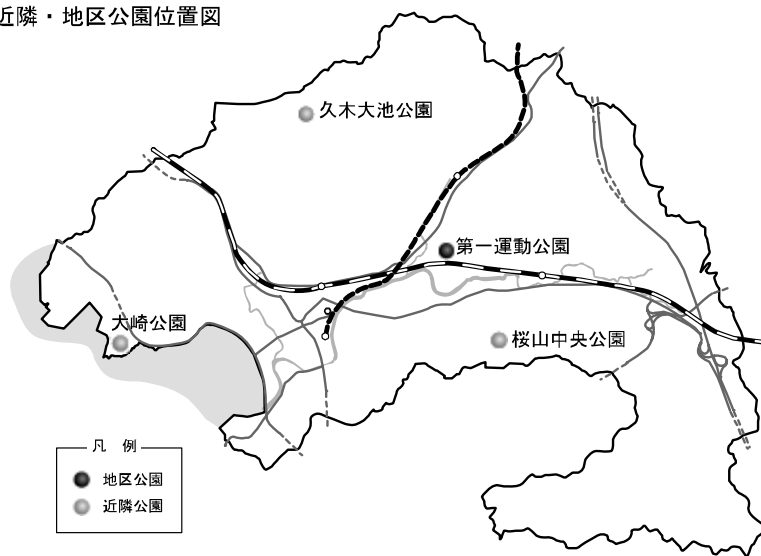 近隣・地区公園位置図
久木大池公園
第一運動公園
大崎公園
桜山中央公園
凡 例
地区公園
近隣公園